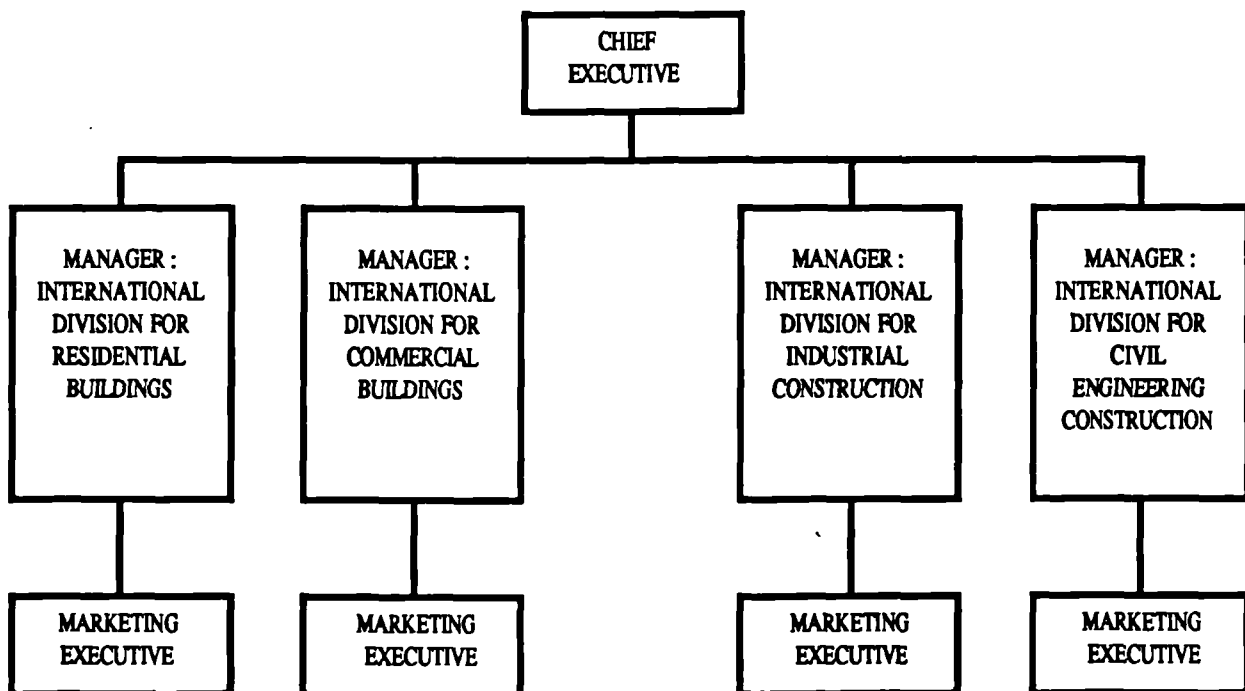 CHIEF
EXECUTIVE
MANAGER :
INTERNATIONAL
DIVISION FOR
RESIDENTIAL
BUILDINGS
MANAGER :
INTERNATIONAL
DIVISION FOR
COMMERCIAL
BUILDINGS
MANAGER :
INTERNATIONAL
DIVISION FOR
INDUSTRIAL
CONSTRUCTION
MANAGER :
INTERNATIONAL
DIVISION FOR
CIVIL
ENGINEERING
CONSTRUCTION
MARKETING
EXECUTIVE
MARKETING
EXECUTIVE
MARKETING
EXECUTIVE
MARKETING
EXECUTIVE